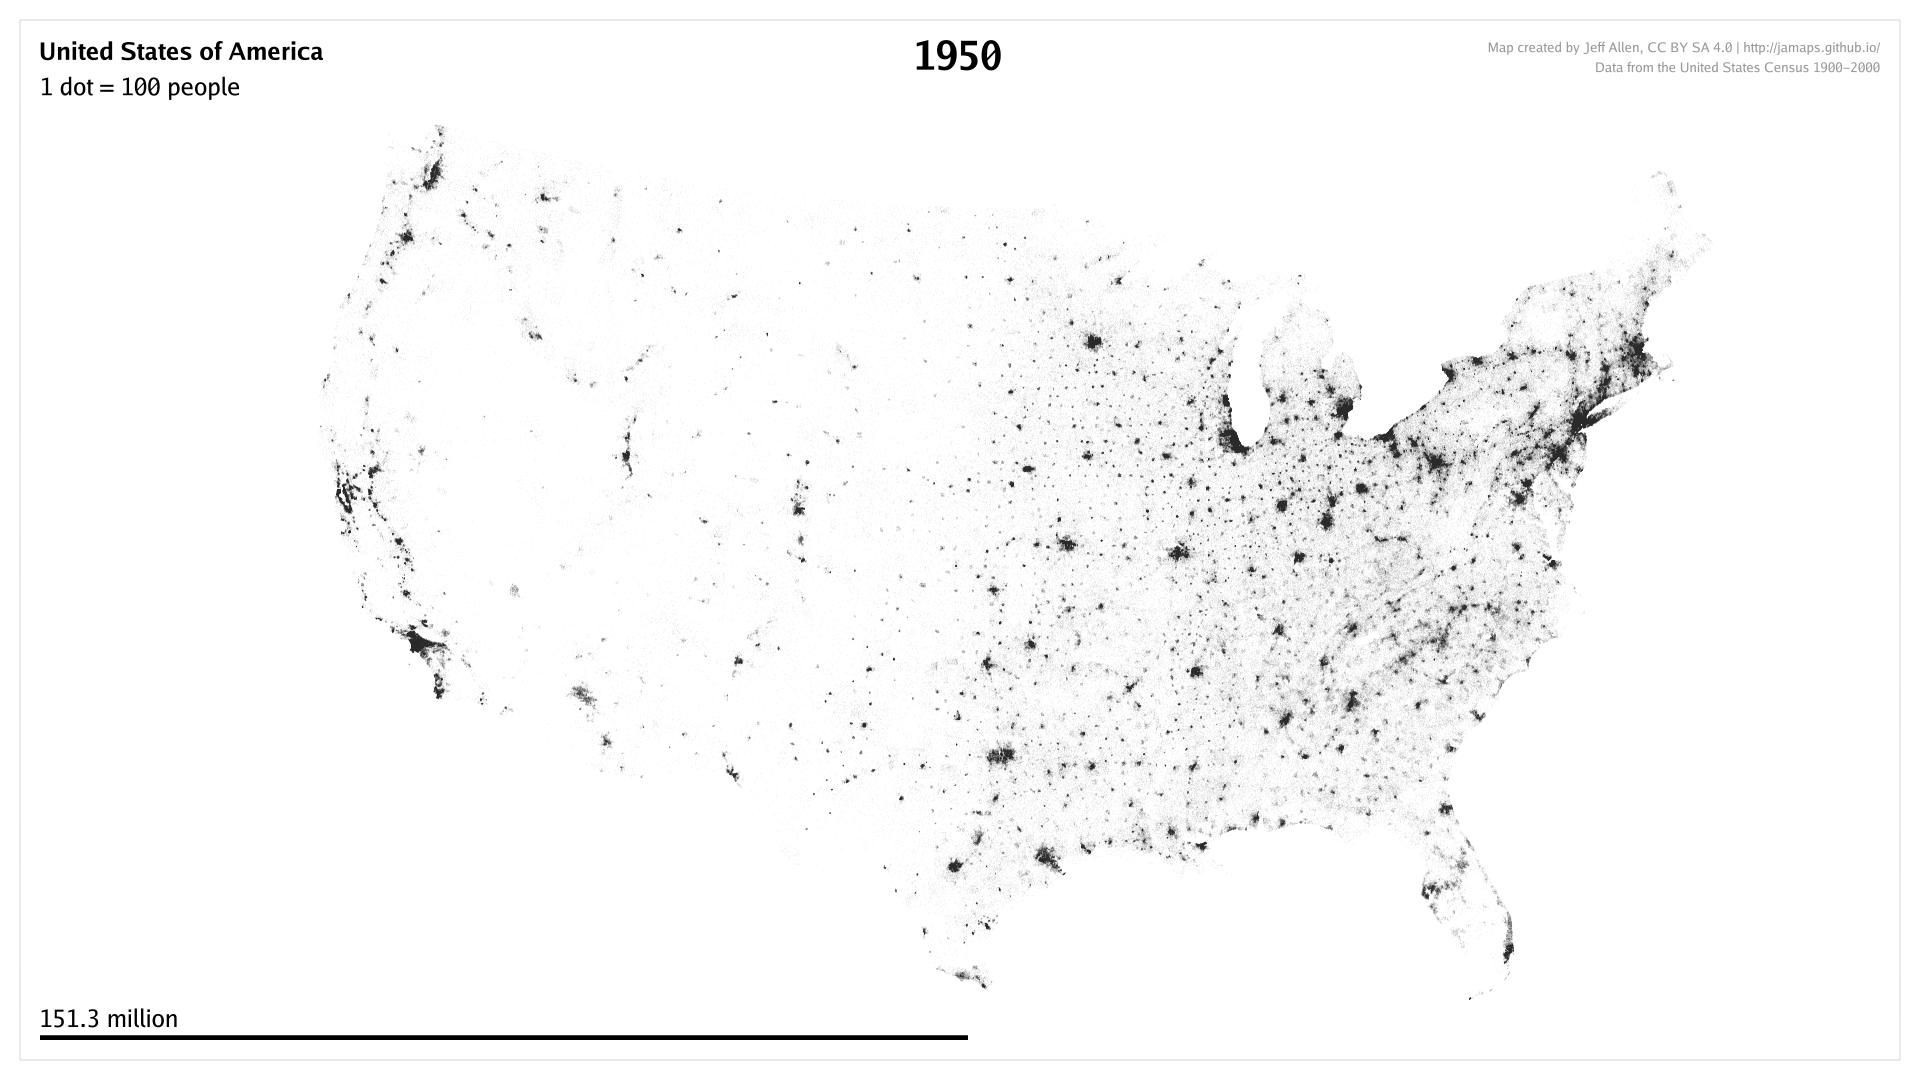 United States of America
1 dot = 100 people
1950
Map created by Jeff Allen, CC BY SA 4.0 | http://jamaps.github.io/
Data from the United States Census 1900–2000
151.3 million